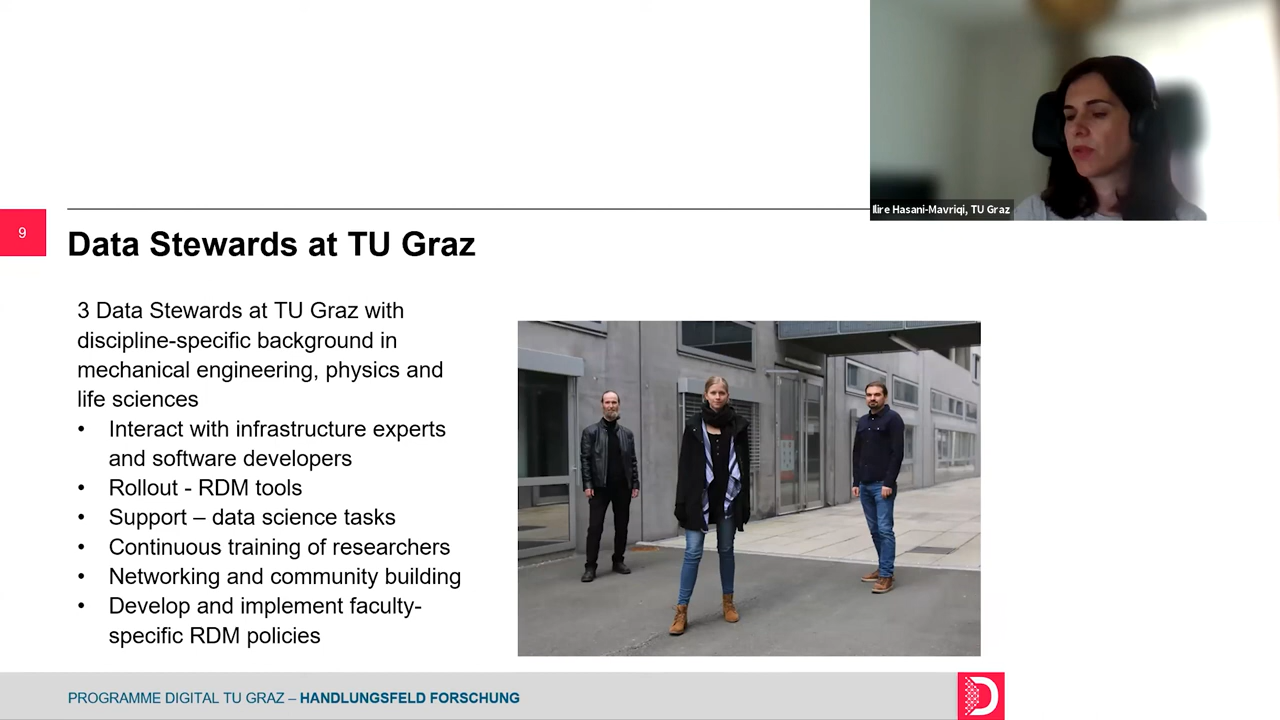 Ilire Hasani-Mavriqi, TU Graz
9
Data Stewards at TU Graz
3 Data Stewards at TU Graz with
discipline-specific background in
mechanical engineering, physics and
life sciences
• Interact with infrastructure experts
and software developers
• Rollout - RDM tools
• Support – data science tasks
• Continuous training of researchers
• Networking and community building
• Develop and implement faculty-
specific RDM policies
PROGRAMME DIGITAL TU GRAZ – HANDLUNGSFELD FORSCHUNG
D